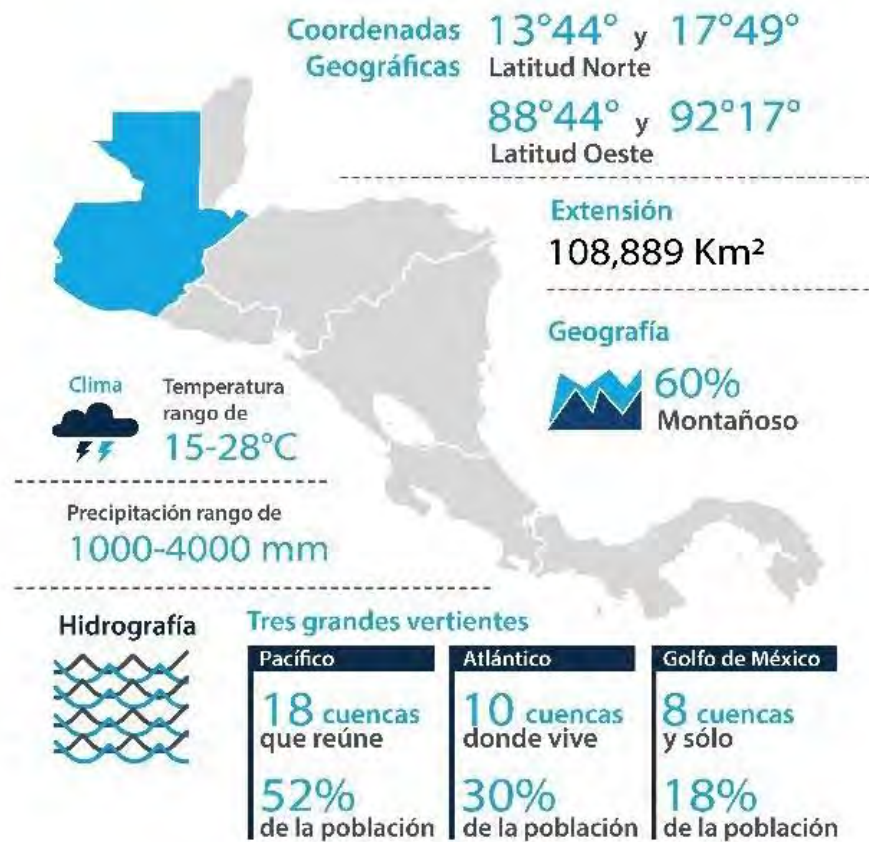 Coordenadas Geográficas
13°44° y 17°49°
Latitud Norte
88°44° y 92°17°
Latitud Oeste
Extensión
108,889 Km²
Geografía
60%
Montañoso
Clima
Temperatura
rango de
15-28°C
Precipitación rango de
1000-4000 mm
Hidrografía
Tres grandes vertientes
Pacífico
18 cuencas
que reúne
52%
de la población
Atlántico
10 cuencas
donde vive
30%
de la población
Golfo de México
8 cuencas
y sólo
18%
de la población